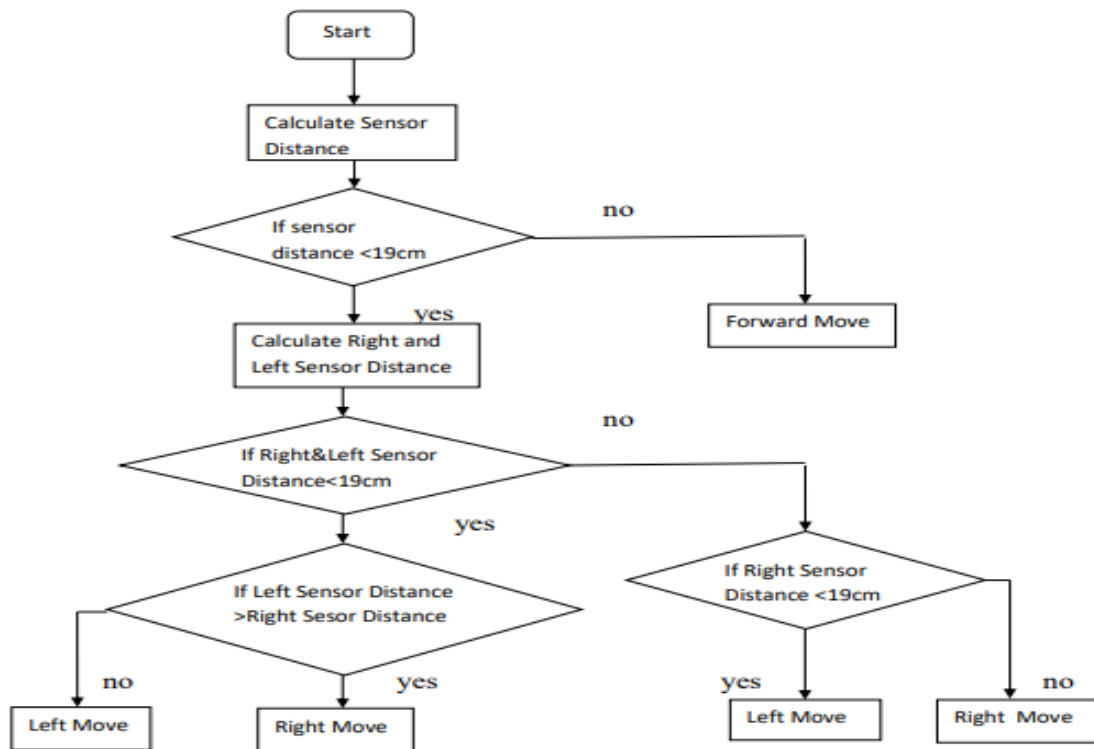 Start
Calculate Sensor
Distance
no
If sensor
distance <19cm
yes
Forward Move
Calculate Right and
Left Sensor Distance
no
If Right&Left Sensor
Distance<19cm
yes
If Left Sensor Distance
>Right Sesor Distance
If Right Sensor
Distance <19cm
no
yes
yes
no
Left Move
Right Move
Left Move
Right Move